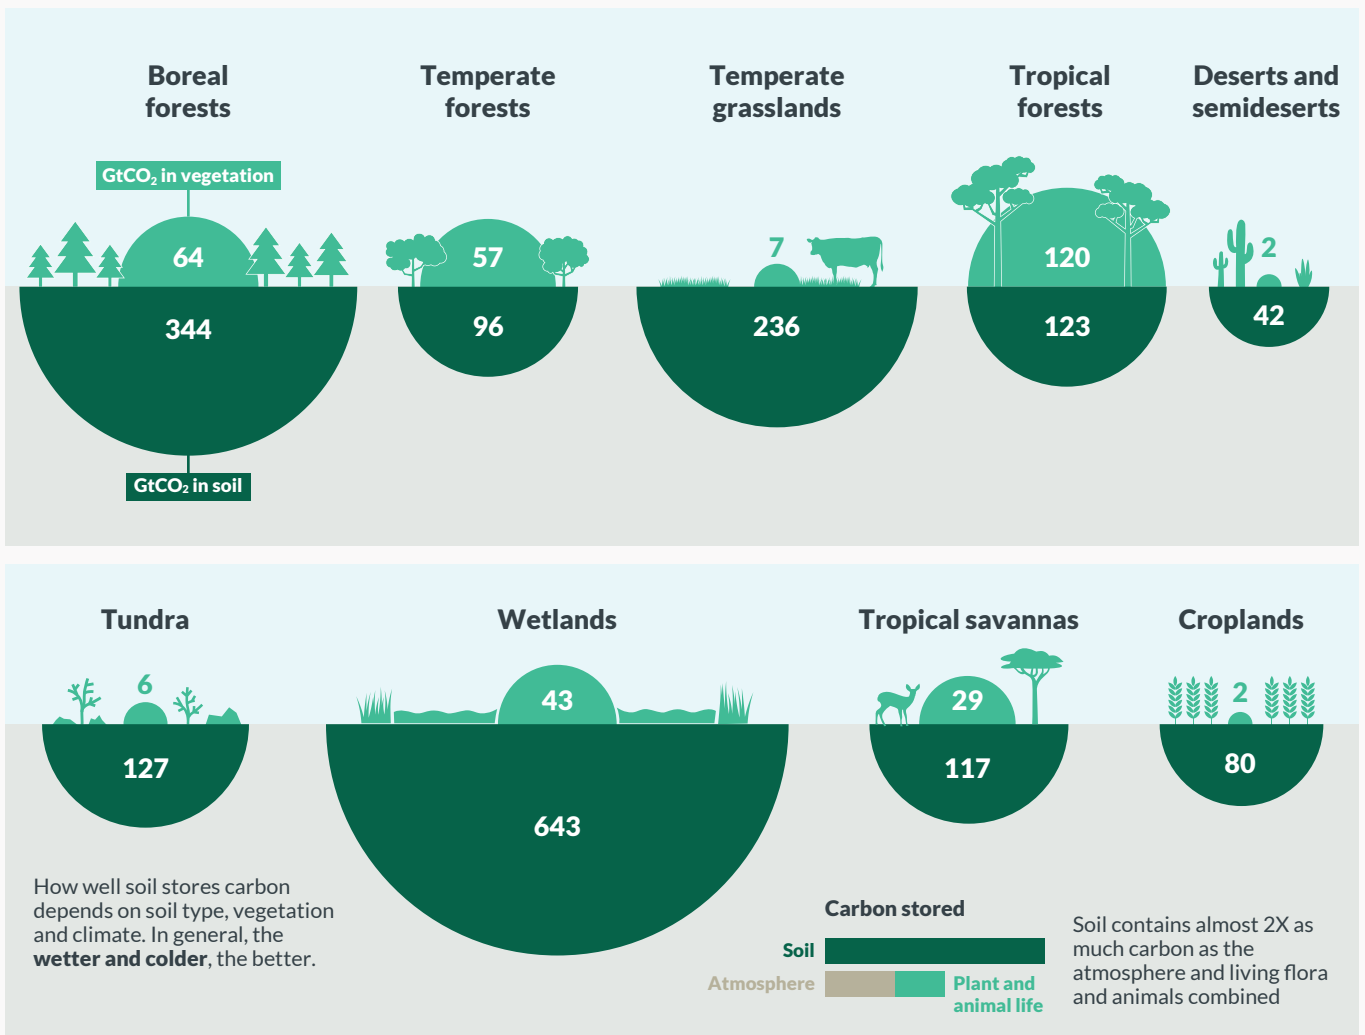 Boreal
forests
Temperate
forests
Temperate
grasslands
Tropical
forests
Deserts and
semideserts
GtCO₂ in vegetation
64
57
7
120
2
344
96
236
123
42
GtCO₂ in soil
Tundra
Wetlands
Tropical savannas
Croplands
6
43
29
2
127
643
117
80
How well soil stores carbon
depends on soil type, vegetation
and climate. In general, the
wetter and colder, the better.
Carbon stored
Soil
Atmosphere
Plant and
animal life
Soil contains almost 2X as
much carbon as the
atmosphere and living flora
and animals combined